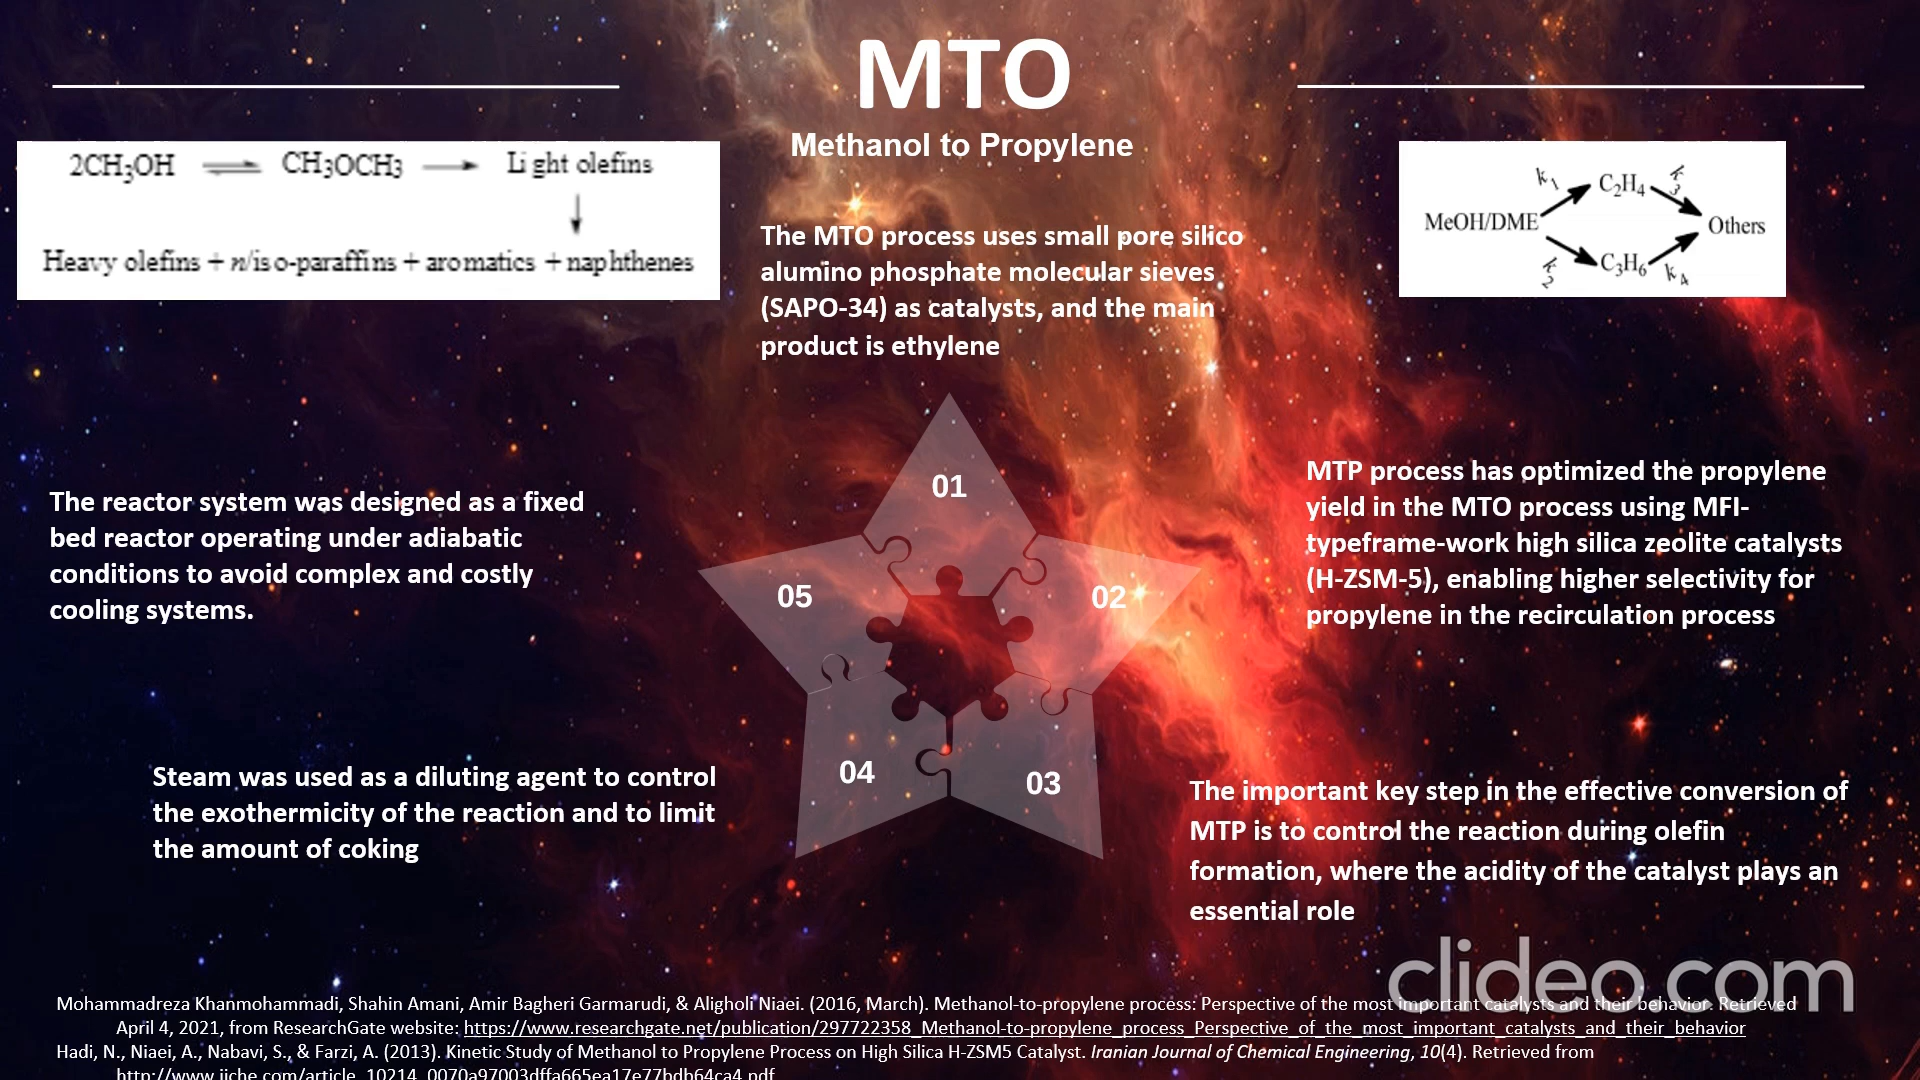 MTO
Methanol to Propylene
2CH₃OH ⇌ CH₃OCH₃ → Light olefins
↓
Heavy olefins + n/iso-paraffins + aromatics + naphthenes
MeOH/DME
k₁
C₂H₄
k₃
Others
k₂
C₃H₆
k₄
The MTO process uses small pore silico
alumino phosphate molecular sieves
(SAPO-34) as catalysts, and the main
product is ethylene
01
MTP process has optimized the propylene
yield in the MTO process using MFI-
typeframe-work high silica zeolite catalysts
(H-ZSM-5), enabling higher selectivity for
propylene in the recirculation process
02
The important key step in the effective conversion of
MTP is to control the reaction during olefin
formation, where the acidity of the catalyst plays an
essential role
03
Steam was used as a diluting agent to control
the exothermicity of the reaction and to limit
the amount of coking
04
The reactor system was designed as a fixed
bed reactor operating under adiabatic
conditions to avoid complex and costly
cooling systems.
05
Mohammadreza Khanmohammadi, Shahin Amani, Amir Bagheri Garmarudi, & Aligholi Niaei. (2016, March). Methanol-to-propylene process: Perspective of the most important catalysts and their behavior. Retrieved
April 4, 2021, from ResearchGate website: https://www.researchgate.net/publication/297722358_Methanol-to-propylene_process_Perspective_of_the_most_important_catalysts_and_their_behavior
Hadi, N., Niaei, A., Nabavi, S., & Farzi, A. (2013). Kinetic Study of Methanol to Propylene Process on High Silica H-ZSM5 Catalyst. Iranian Journal of Chemical Engineering, 10(4). Retrieved from
http://www.ijche.com/article_10214_0070a97003dffa665ea17e77bdb64ca4.pdf
clideo.com